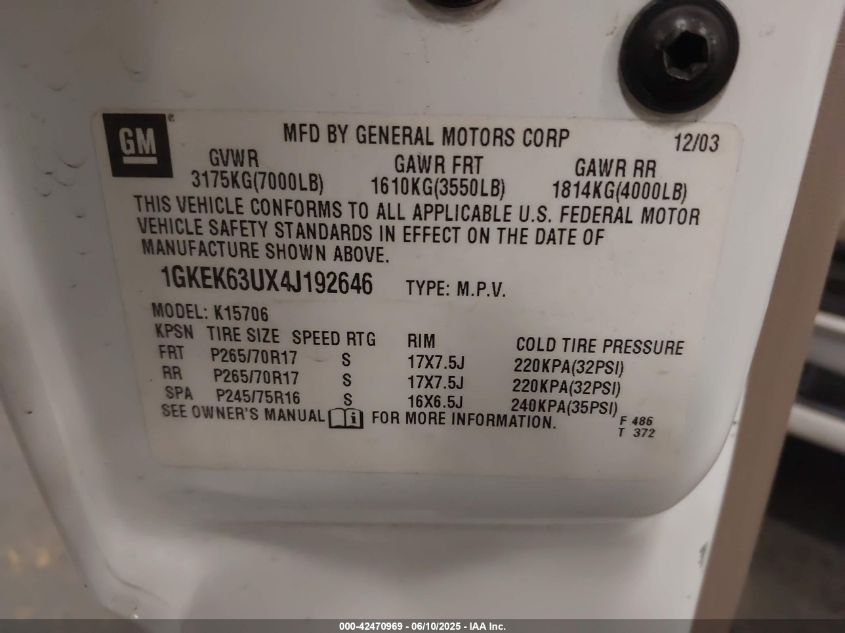 GM ®
MFD BY GENERAL MOTORS CORP 12/03
GVWR GAWR FRT GAWR RR
3175KG(7000LB) 1610KG(3550LB) 1814KG(4000LB)
THIS VEHICLE CONFORMS TO ALL APPLICABLE U.S. FEDERAL MOTOR
VEHICLE SAFETY STANDARDS IN EFFECT ON THE DATE OF
MANUFACTURE SHOWN ABOVE.
1GKEK63UX4J192646 TYPE: M.P.V.
MODEL: K15706
KPSN TIRE SIZE SPEED RTG RIM COLD TIRE PRESSURE
FRT P265/70R17 S 17X7.5J 220KPA(32PSI)
RR P265/70R17 S 17X7.5J 220KPA(32PSI)
SPA P245/75R16 S 16X6.5J 240KPA(35PSI)
SEE OWNER'S MANUAL i FOR MORE INFORMATION.
F 486
T 372
000-42470969 - 06/10/2025 - IAA Inc.